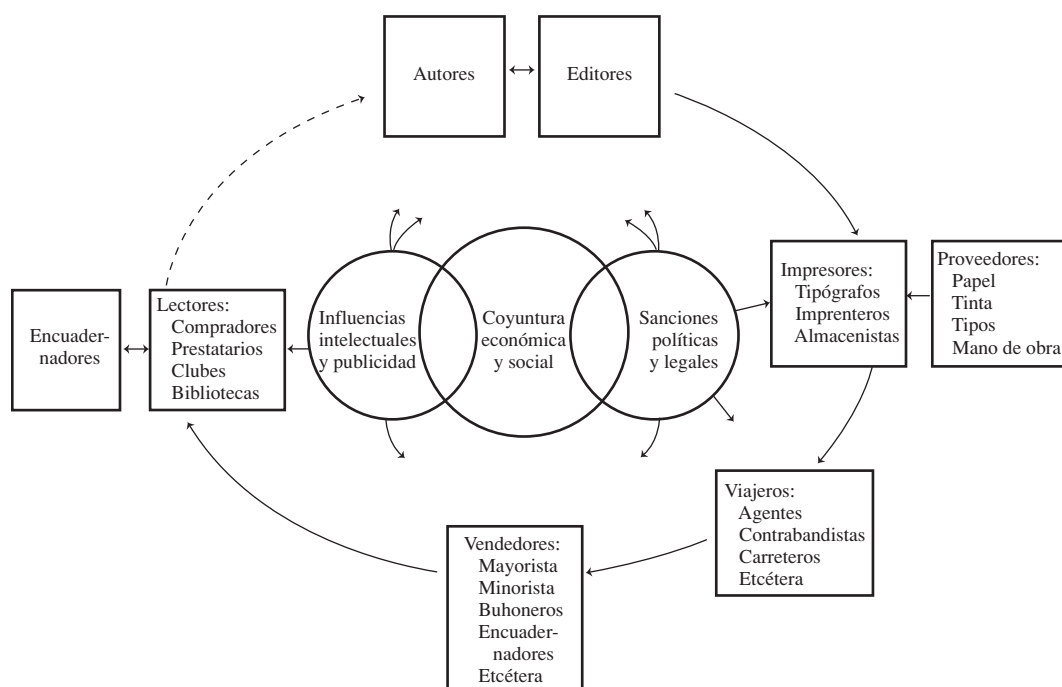 Autores
Editores
Impresores:
Tipógrafos
Imprenteros
Almacenistas
Proveedores:
Papel
Tinta
Tipos
Mano de obra
Encuader-
nadores
Lectores:
Compradores
Prestatarios
Clubes
Bibliotecas
Influencias
intelectuales
y publicidad
Coyuntura
económica
y social
Sanciones
políticas
y legales
Viajeros:
Agentes
Contrabandistas
Carreteros
Etcétera
Vendedores:
Mayorista
Minorista
Buhoneros
Encuader-
nadores
Etcétera